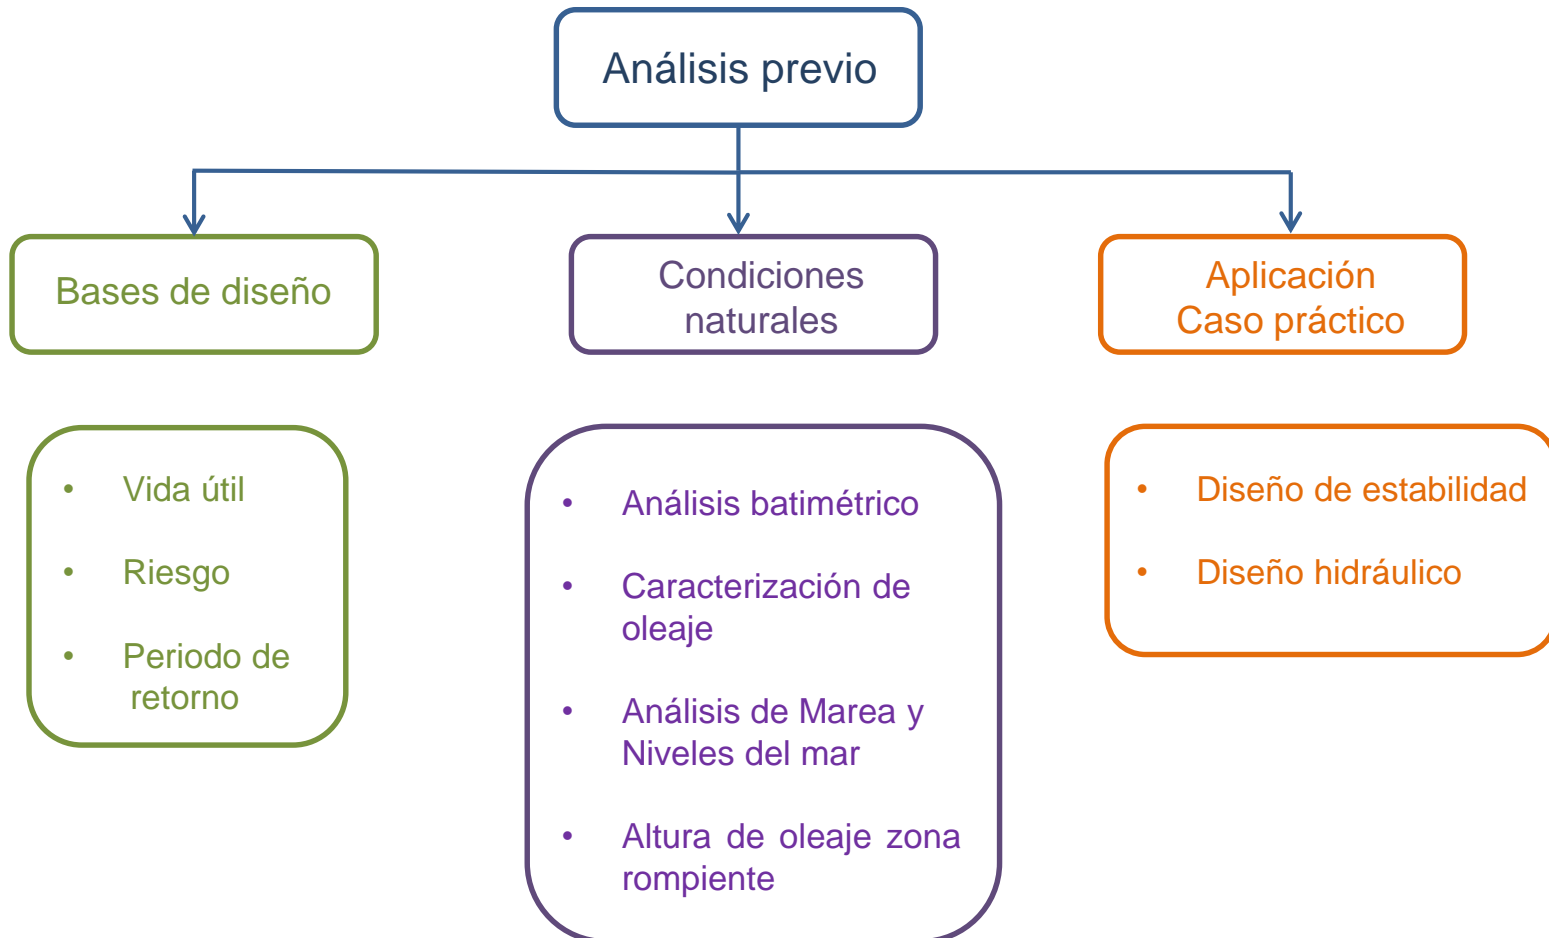 Análisis previo
Bases de diseño
Condiciones
naturales
Aplicación
Caso práctico
• Vida útil
• Riesgo
• Periodo de
retorno
• Análisis batimétrico
• Caracterización de
oleaje
• Análisis de Marea y
Niveles del mar
• Altura de oleaje zona
rompiente
• Diseño de estabilidad
• Diseño hidráulico